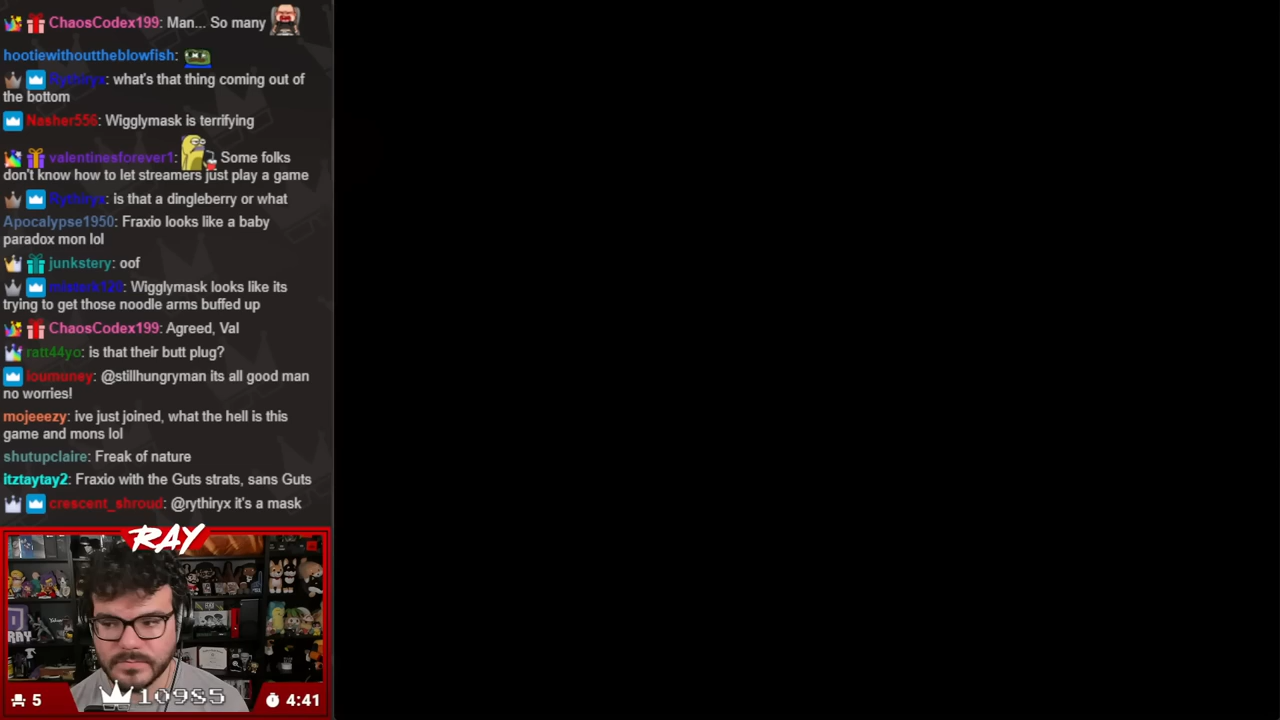 ChaosCodex199: Man... So many
hootiewithouttheblowfish:
Rythiryx: what's that thing coming out of
the bottom
Nasher556: Wigglymask is terrifying
valentinesforever1: Some folks
don't know how to let streamers just play a game
Rythiryx: is that a dingleberry or what
Apocalypse1950: Fraxio looks like a baby
paradox mon lol
junkstery: oof
Wigglymask looks like its
trying to get those noodle arms buffed up
ChaosCodex199: Agreed, Val
ratt44yo: is that their butt plug?
loumuney: @stillhungryman its all good man
no worries!
mojeeezy: ive just joined, what the hell is this
game and mons lol
shutupclaire: Freak of nature
itztaytay2: Fraxio with the Guts strats, sans Guts
crescent_shroud: @rythiryx it's a mask
RAY
RAY
5
10985
4:41